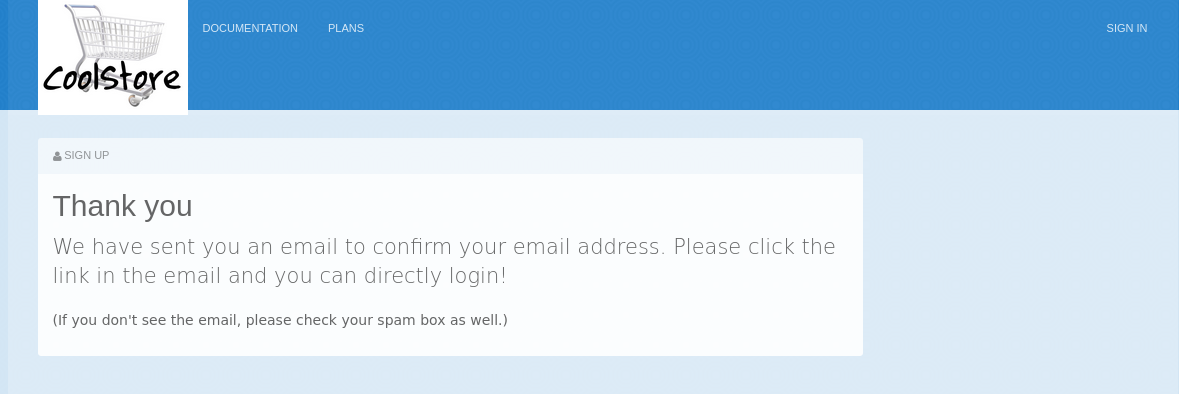 CoolStore
DOCUMENTATION
PLANS
SIGN IN
SIGN UP
Thank you
We have sent you an email to confirm your email address. Please click the
link in the email and you can directly login!
(If you don't see the email, please check your spam box as well.)